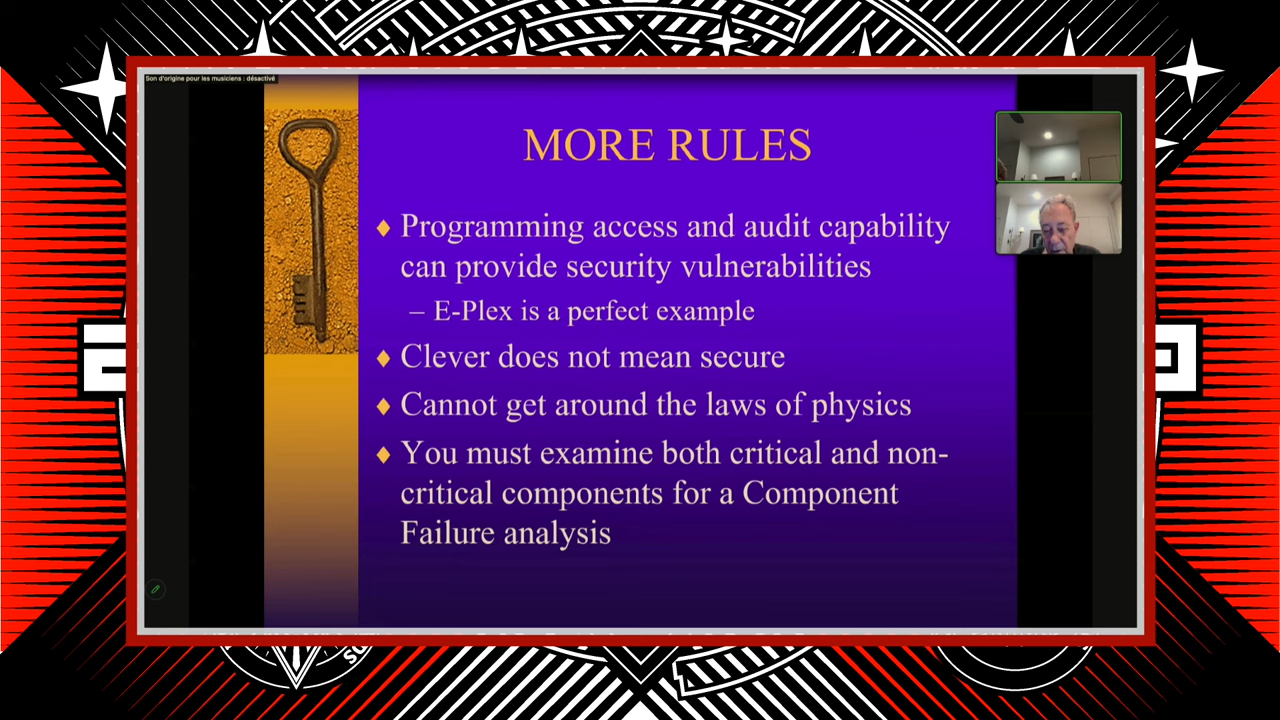 Son d'origine pour les musiciens : désactivé
MORE RULES
Programming access and audit capability
can provide security vulnerabilities
– E-Plex is a perfect example
Clever does not mean secure
Cannot get around the laws of physics
You must examine both critical and non-
critical components for a Component
Failure analysis